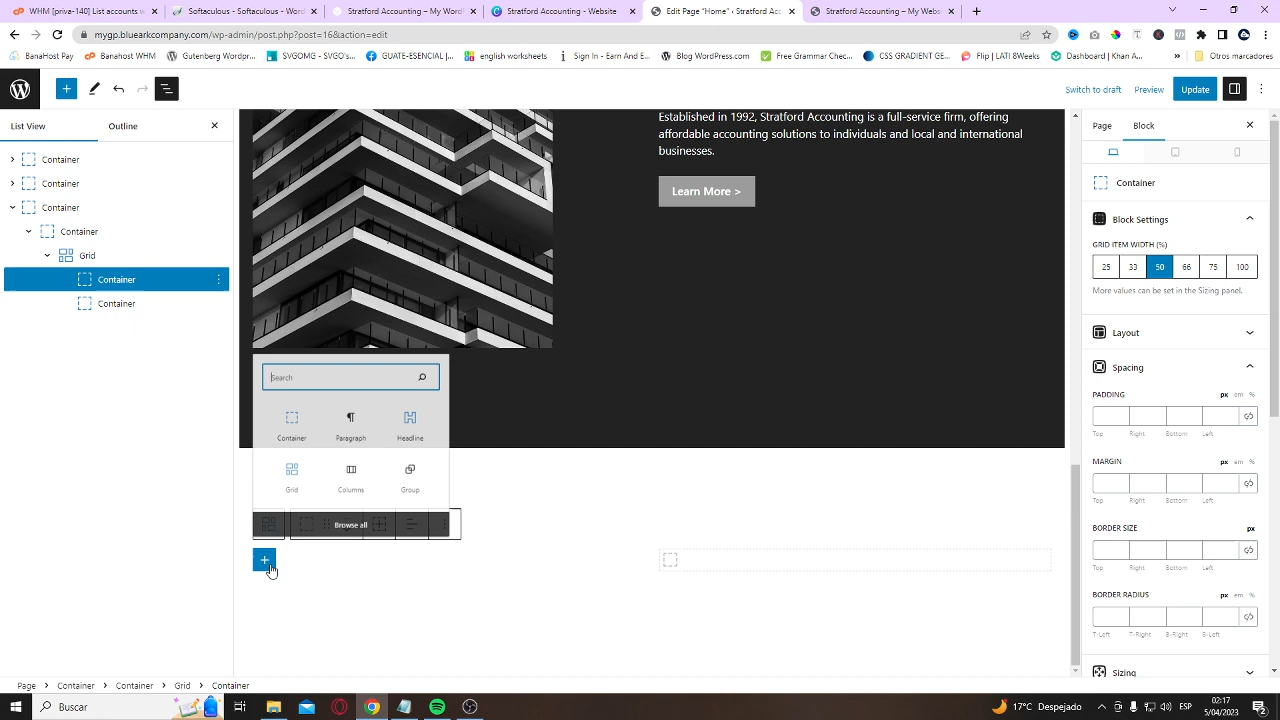 WHM [priva-140] List accounts w
Softaculous - Softaculous - Word
Stratford Accounting – My WordP
Stratford Accounting - Website
Edit Page "Home" ‹ Stratford Acco
Stratford Accounting – My Webs
mygp.bluearkcompany.com/wp-admin/post.php?post=16&action=edit
BanaHost Pay
Banahost WHM
Gutenberg Wordpr...
SVGOMG - SVGO's...
GUATE-ESENCIAL |...
english worksheets
Sign In - Earn And E...
Blog WordPress.com
Free Grammar Chec...
CSS GRADIENT GE...
Flip | LATI 8Weeks
Dashboard | Khan A...
»
Otros marcadores
Switch to draft
Preview
Update
List View
Outline
Page
Block
Container
Container
Container
Container
Grid
Container
Container
Established in 1992, Stratford Accounting is a full-service firm, offering
affordable accounting solutions to individuals and local and international
businesses.
Learn More >
Search
Container
Paragraph
Headline
Grid
Columns
Group
Browse all
Container
Block Settings
GRID ITEM WIDTH (%)
25 33 50 66 75 100
More values can be set in the Sizing panel.
Layout
Spacing
PADDING
px em %
Top Right Bottom Left
MARGIN
px em %
Top Right Bottom Left
BORDER SIZE
px
Top Right Bottom Left
BORDER RADIUS
px em %
T-Left T-Right B-Right B-Left
Sizing
Page > Container > Container > Grid > Container
Buscar
17°C Despejado
ESP
02:17
5/04/2023